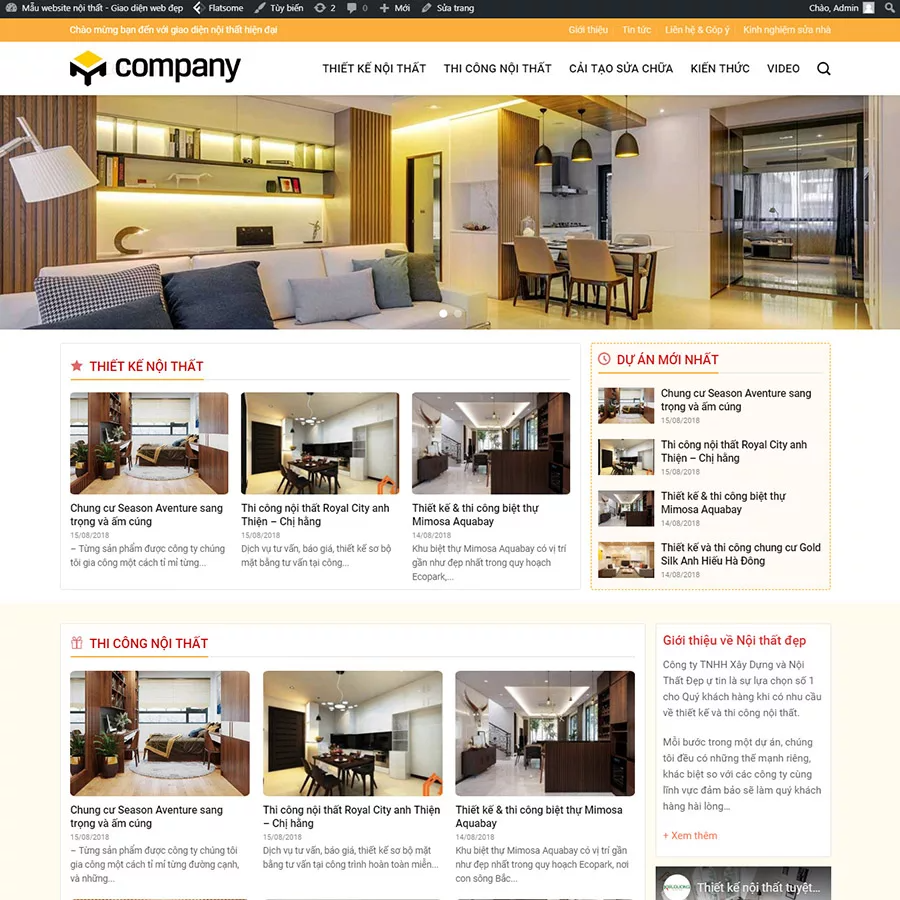 Mẫu website nội thất - Giao diện web đẹp Flatsome Tùy biến 2 0 Mới Sửa trang Chào, Admin
Chào mừng bạn đến với giao diện nội thất hiện đại Giới thiệu Tin tức Liên hệ & Góp ý Kinh nghiệm sửa nhà
company THIẾT KẾ NỘI THẤT THI CÔNG NỘI THẤT CẢI TẠO SỬA CHỮA KIẾN THỨC VIDEO
THIẾT KẾ NỘI THẤT
Chung cư Season Aventure sang
trọng và ấm cúng
15/08/2018
– Từng sản phẩm được công ty chúng
tôi gia công một cách tỉ mỉ từng...
Thi công nội thất Royal City anh
Thiện – Chị hằng
15/08/2018
Dịch vụ tư vấn, báo giá, thiết kế sơ bộ
mặt bằng tư vấn tại công...
Thiết kế & thi công biệt thự
Mimosa Aquabay
14/08/2018
Khu biệt thự Mimosa Aquabay có vị trí
gần như đẹp nhất trong quy hoạch
Ecopark,...
DỰ ÁN MỚI NHẤT
Chung cư Season Aventure sang
trọng và ấm cúng
15/08/2018
Thi công nội thất Royal City anh
Thiện – Chị hằng
15/08/2018
Thiết kế & thi công biệt thự
Mimosa Aquabay
14/08/2018
Thiết kế và thi công chung cư Gold
Silk Anh Hiếu Hà Đông
14/08/2018
THI CÔNG NỘI THẤT
Chung cư Season Aventure sang
trọng và ấm cúng
15/08/2018
– Từng sản phẩm được công ty chúng tôi
gia công một cách tỉ mỉ từng đường cạnh,
và những...
Thi công nội thất Royal City anh Thiện
– Chị hằng
15/08/2018
Dịch vụ tư vấn, báo giá, thiết kế sơ bộ mặt
bằng tư vấn tại công trình hoàn toàn miễn...
Thiết kế & thi công biệt thự Mimosa
Aquabay
14/08/2018
Khu biệt thự Mimosa Aquabay có vị trí gần
như đẹp nhất trong quy hoạch Ecopark, nơi
con sông Bắc...
Giới thiệu về Nội thất đẹp
Công ty TNHH Xây Dựng và Nội
Thất Đẹp ự tin là sự lựa chọn số 1
cho Quý khách hàng khi có nhu cầu
về thiết kế và thi công nội thất.
Mỗi bước trong một dự án, chúng
tôi đều có những thế mạnh riêng,
khác biệt so với các công ty cùng
lĩnh vực đảm bảo sẽ làm quý khách
hàng hài lòng...
+ Xem thêm
Thiết kế nội thất tuyệt...